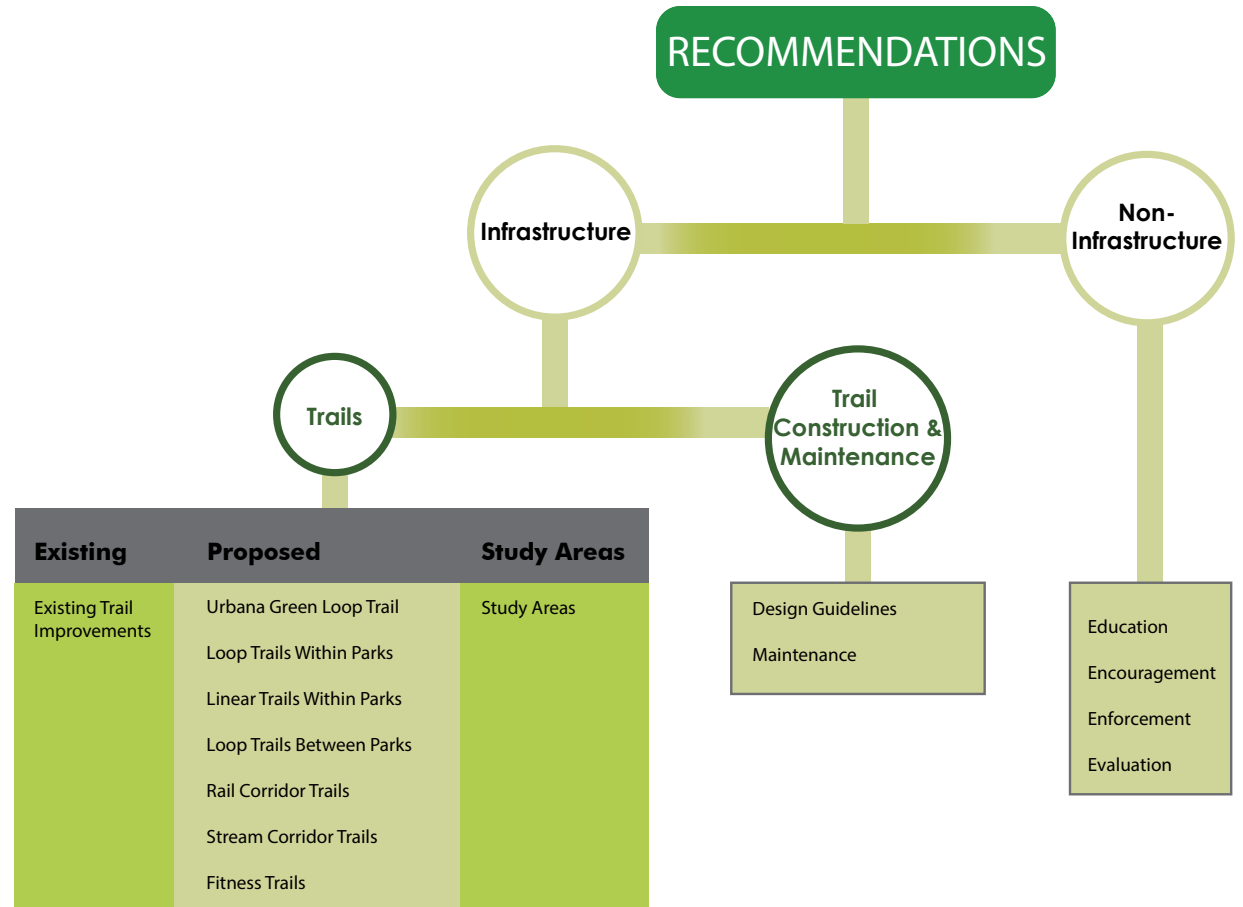 RECOMMENDATIONS
Infrastructure
Non-
Infrastructure
Trails
Trail
Construction &
Maintenance
Existing
Proposed
Study Areas
Existing Trail
Improvements
Urbana Green Loop Trail
Loop Trails Within Parks
Linear Trails Within Parks
Loop Trails Between Parks
Rail Corridor Trails
Stream Corridor Trails
Fitness Trails
Study Areas
Design Guidelines
Maintenance
Education
Encouragement
Enforcement
Evaluation